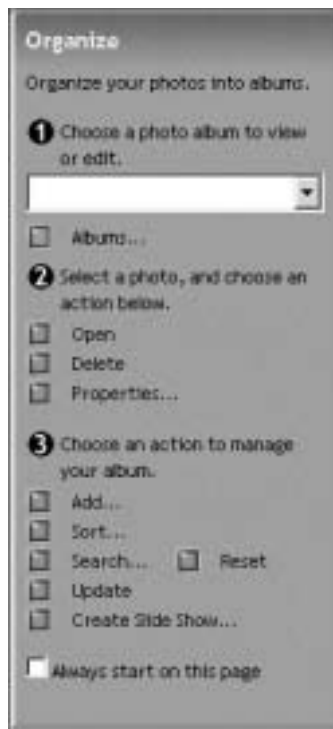 Organize
Organize your photos into albums.
1 Choose a photo album to view
or edit.
Albums...
2 Select a photo, and choose an
action below.
Open
Delete
Properties...
3 Choose an action to manage
your album.
Add...
Sort...
Search... Reset
Update
Create Slide Show...
Always start on this page